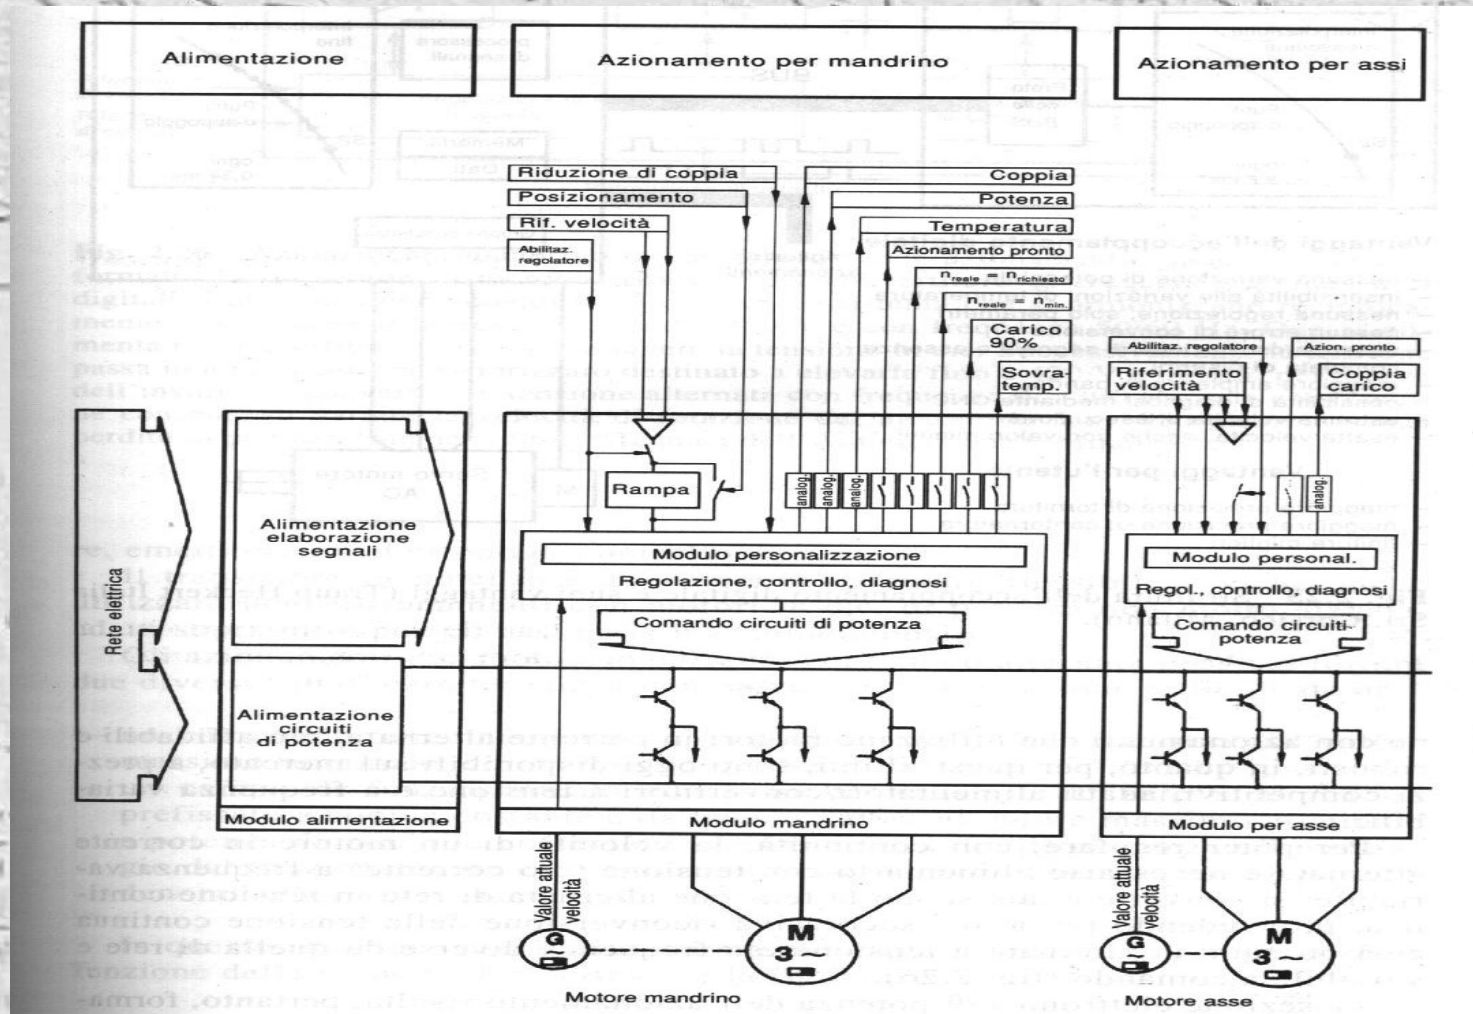 Alimentazione
Azionamento per mandrino
Azionamento per assi
Riduzione di coppia
Posizionamento
Rif. velocità
Abilitaz.
regolatore
Coppia
Potenza
Temperatura
Azionamento pronto
n reale = n richiesto
n reale = n min.
Carico
90%
Sovra-
temp.
Abilitaz. regolatore
Azion. pronto
Riferimento
velocità
Coppia
carico
Rete elettrica
Alimentazione
elaborazione
segnali
Alimentazione
circuiti
di potenza
Modulo alimentazione
Rampa
analog.
analog.
analog.
Modulo personalizzazione
Regolazione, controllo, diagnosi
Comando circuiti di potenza
Modulo mandrino
Valore attuale
velocità
G
~
M
3~
Motore mandrino
analog.
Modulo personal.
Regol., controllo, diagnosi
Comando circuiti-
potenza
Modulo per asse
Valore attuale
velocità
G
~
M
3~
Motore asse